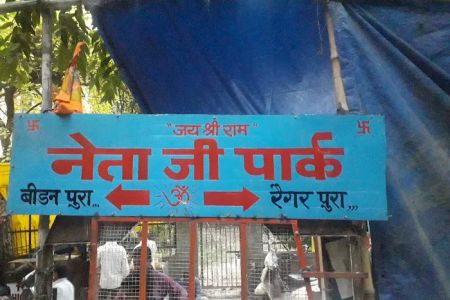 "जय श्री राम"
नेता जी पार्क
बीडन पुरा... ॐ रैगर पुरा...